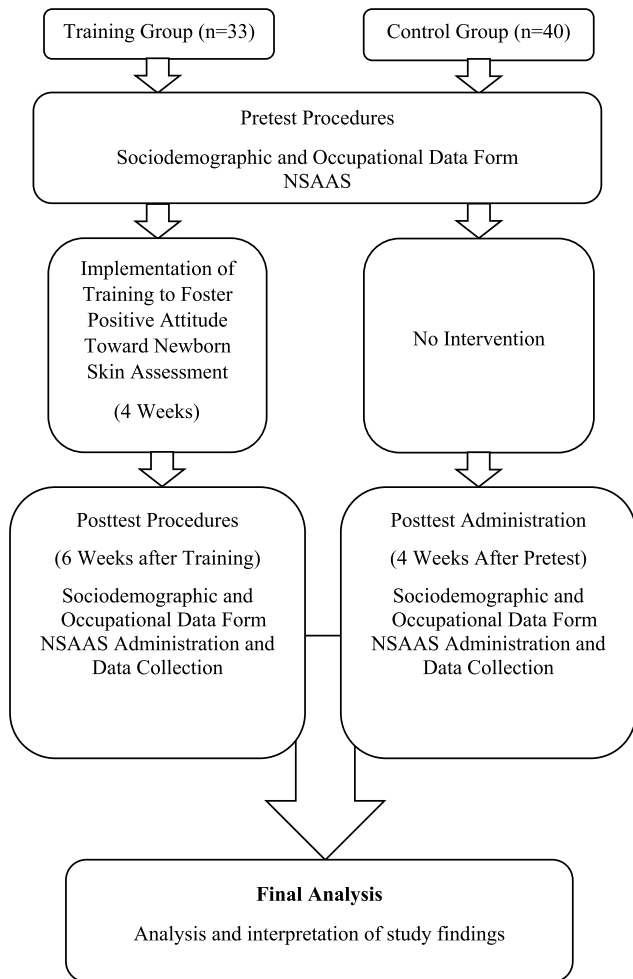 Training Group (n=33)
Control Group (n=40)
Pretest Procedures
Sociodemographic and Occupational Data Form
NSAAS
Implementation of
Training to Foster
Positive Attitude
Toward Newborn
Skin Assessment
(4 Weeks)
No Intervention
Posttest Procedures
(6 Weeks after Training)
Sociodemographic and
Occupational Data Form
NSAAS Administration and
Data Collection
Posttest Administration
(4 Weeks After Pretest)
Sociodemographic and
Occupational Data Form
NSAAS Administration and
Data Collection
Final Analysis
Analysis and interpretation of study findings